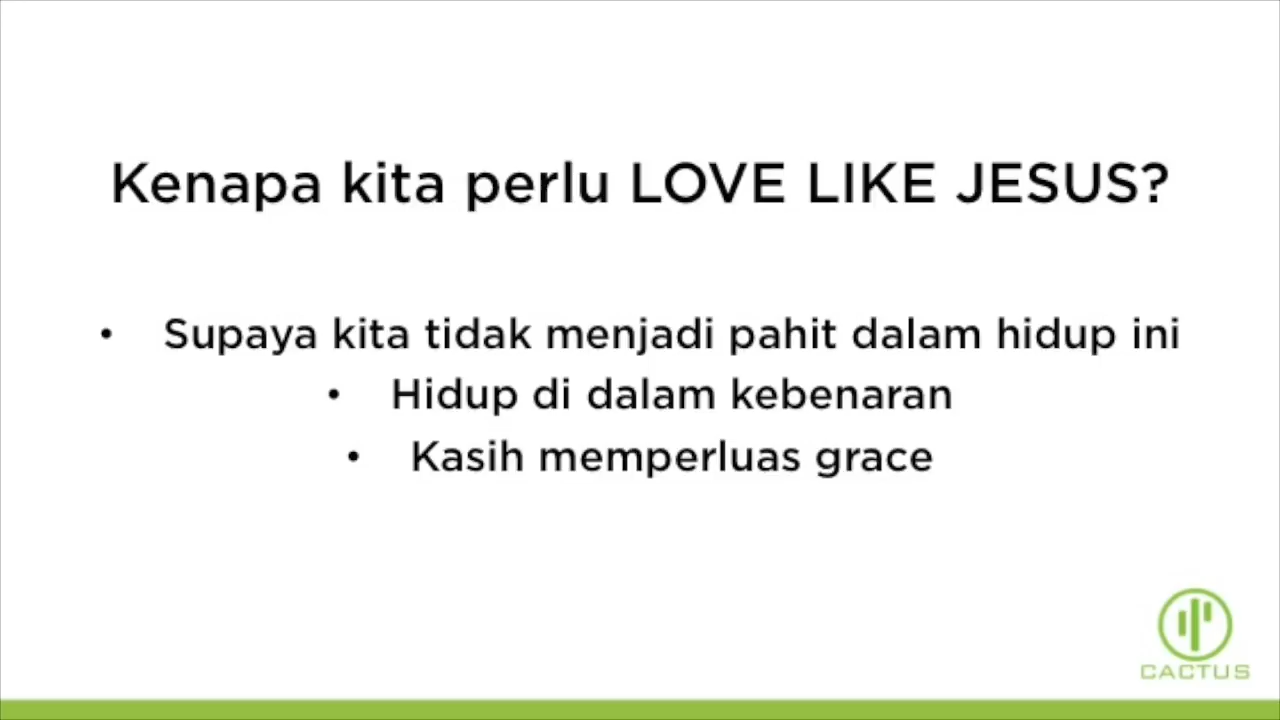 Kenapa kita perlu LOVE LIKE JESUS?
• Supaya kita tidak menjadi pahit dalam hidup ini
• Hidup di dalam kebenaran
• Kasih memperluas grace
CACTUS